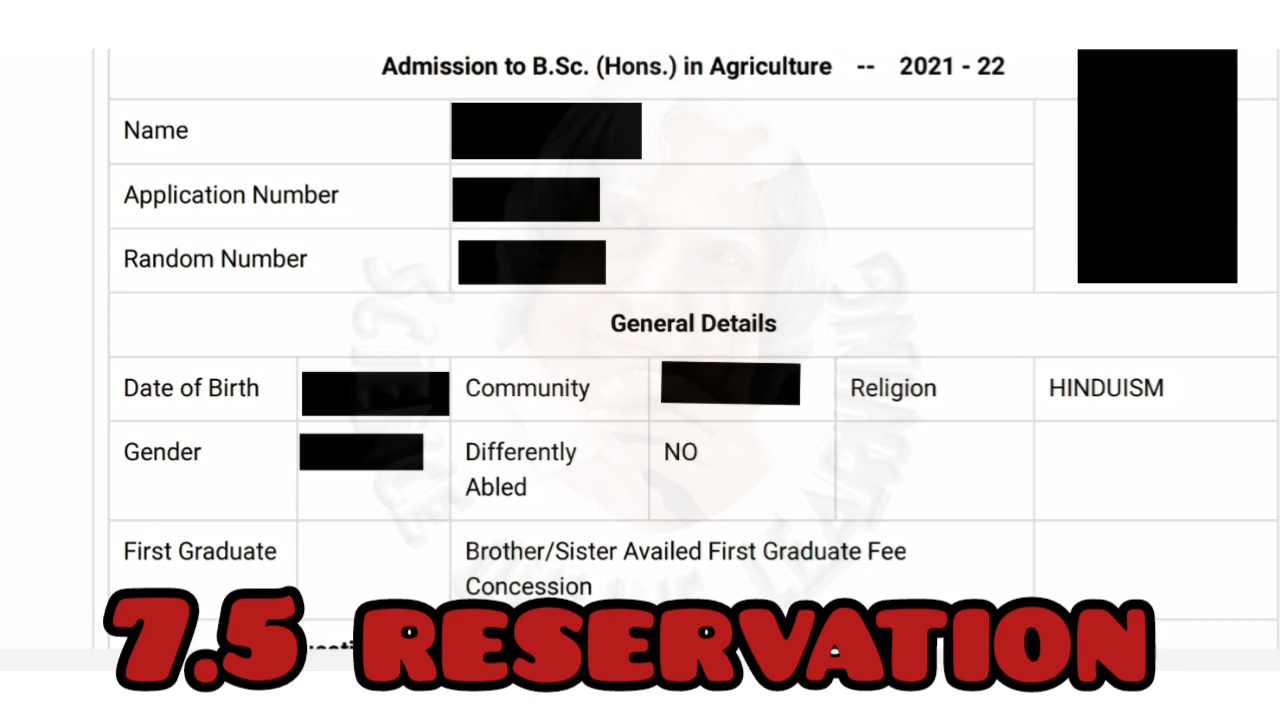 Admission to B.Sc. (Hons.) in Agriculture -- 2021 - 22
Name
Application Number
Random Number
General Details
Date of Birth Community Religion HINDUISM
Gender Differently Abled NO
First Graduate Brother/Sister Availed First Graduate Fee Concession
7.5 RESERVATION